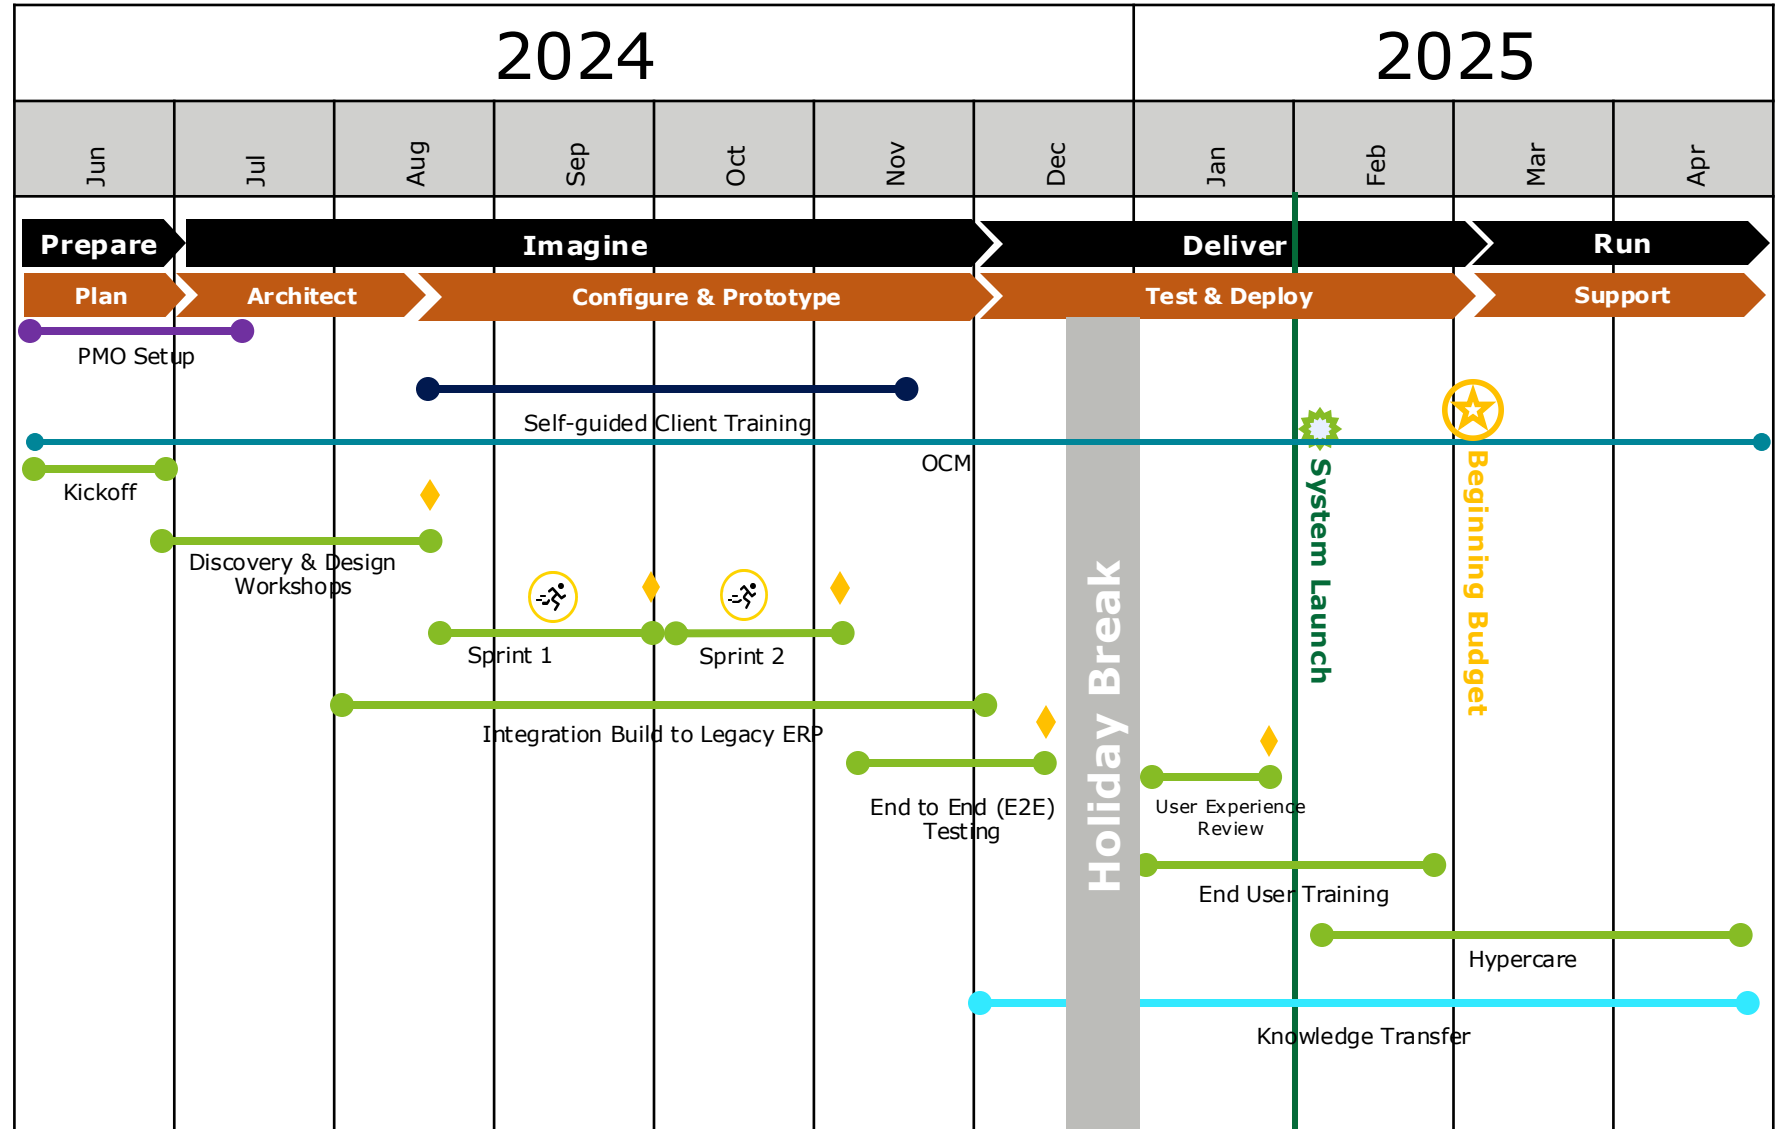 2024
2025
Jun
Jul
Aug
Sep
Oct
Nov
Dec
Jan
Feb
Mar
Apr
Prepare
Imagine
Deliver
Run
Plan
Architect
Configure & Prototype
Test & Deploy
Support
PMO Setup
Self-guided Client Training
OCM
Kickoff
Discovery & Design
Workshops
Sprint 1
Sprint 2
Integration Build to Legacy ERP
End to End (E2E)
Testing
Holiday Break
User Experience
Review
System Launch
Beginning Budget
End User Training
Hypercare
Knowledge Transfer